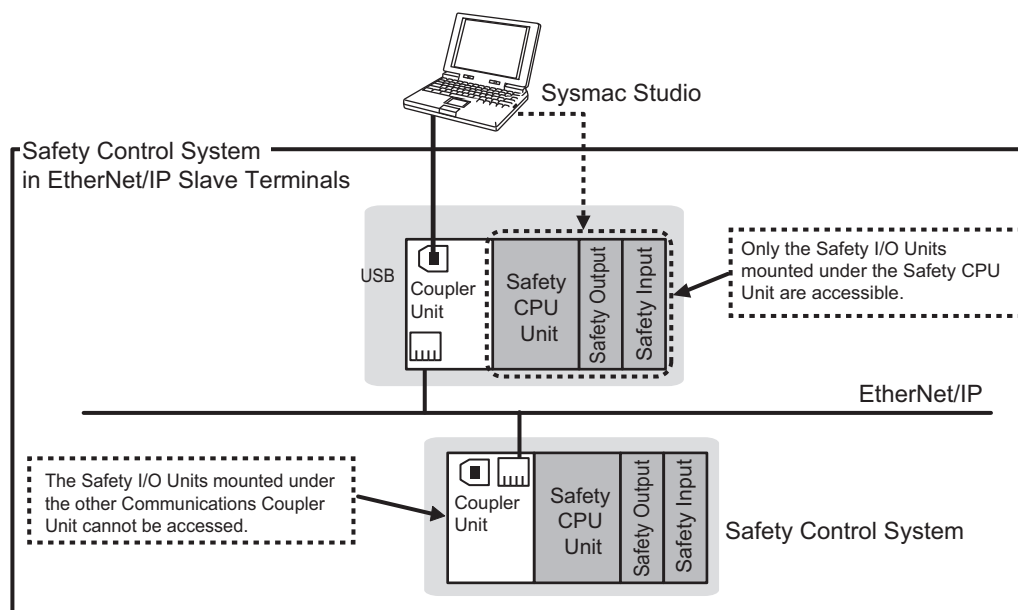 Sysmac Studio
Safety Control System
in EtherNet/IP Slave Terminals
USB
Coupler
Unit
Safety
CPU
Unit
Safety Output
Safety Input
Only the Safety I/O Units
mounted under the Safety CPU
Unit are accessible.
EtherNet/IP
The Safety I/O Units mounted under
the other Communications Coupler
Unit cannot be accessed.
Coupler
Unit
Safety
CPU
Unit
Safety Output
Safety Input
Safety Control System